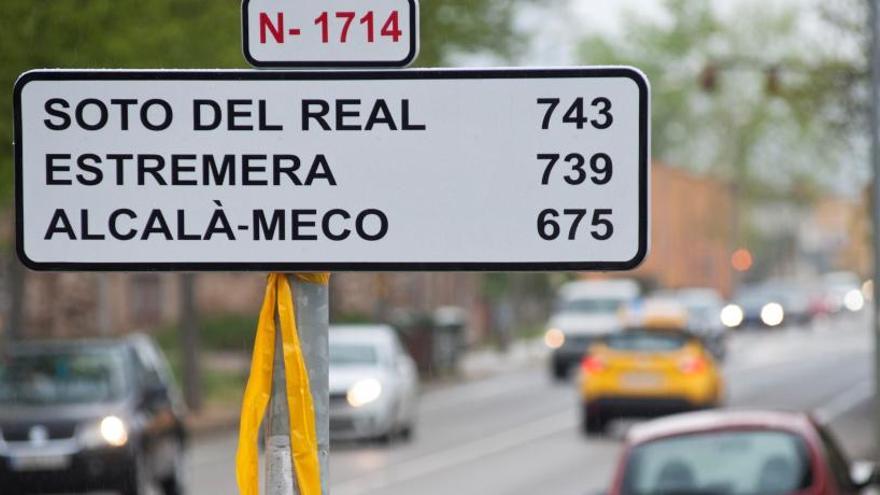 N- 1714
SOTO DEL REAL 743
ESTREMERA 739
ALCALÀ-MECO 675